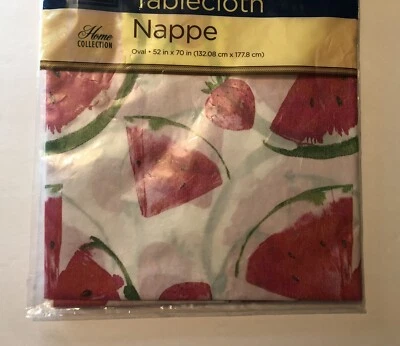 Tablecloth
Home
COLLECTION
Nappe
Oval • 52 in x 70 in (132.08 cm x 177.8 cm)